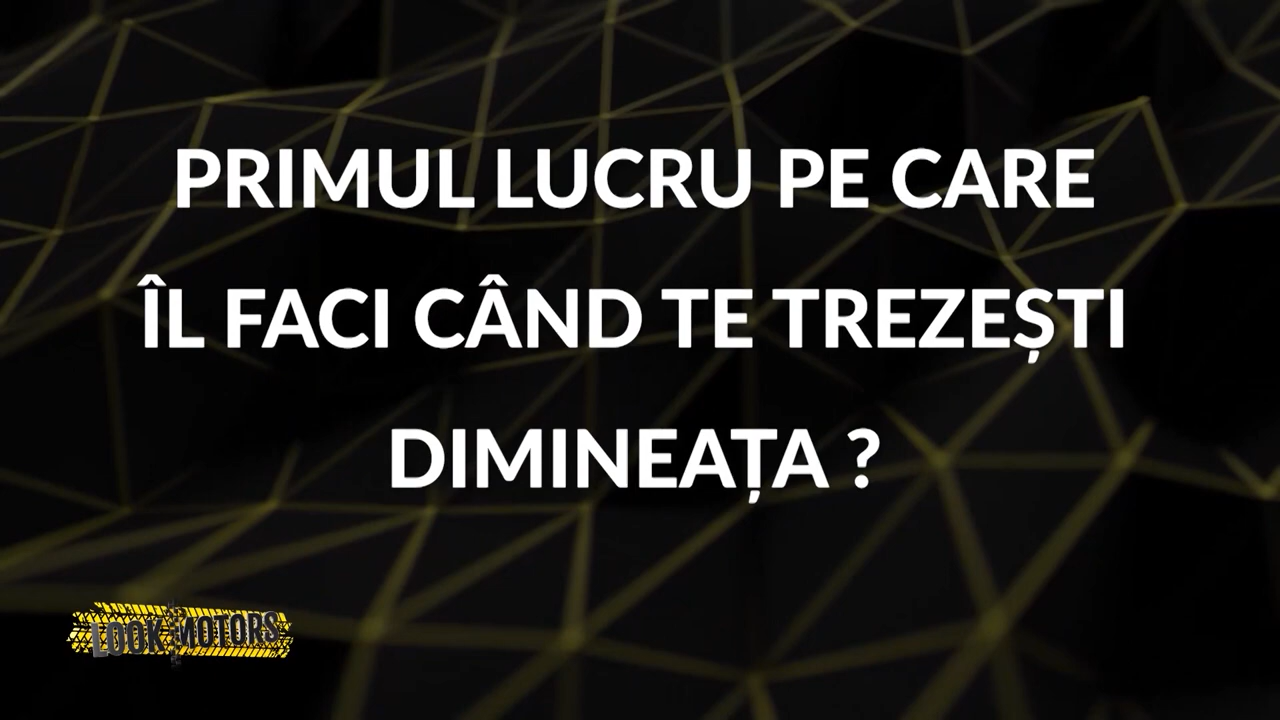 PRIMUL LUCRU PE CARE
ÎL FACI CÂND TE TREZEȘTI
DIMINEAȚA ?
LOOK MOTORS